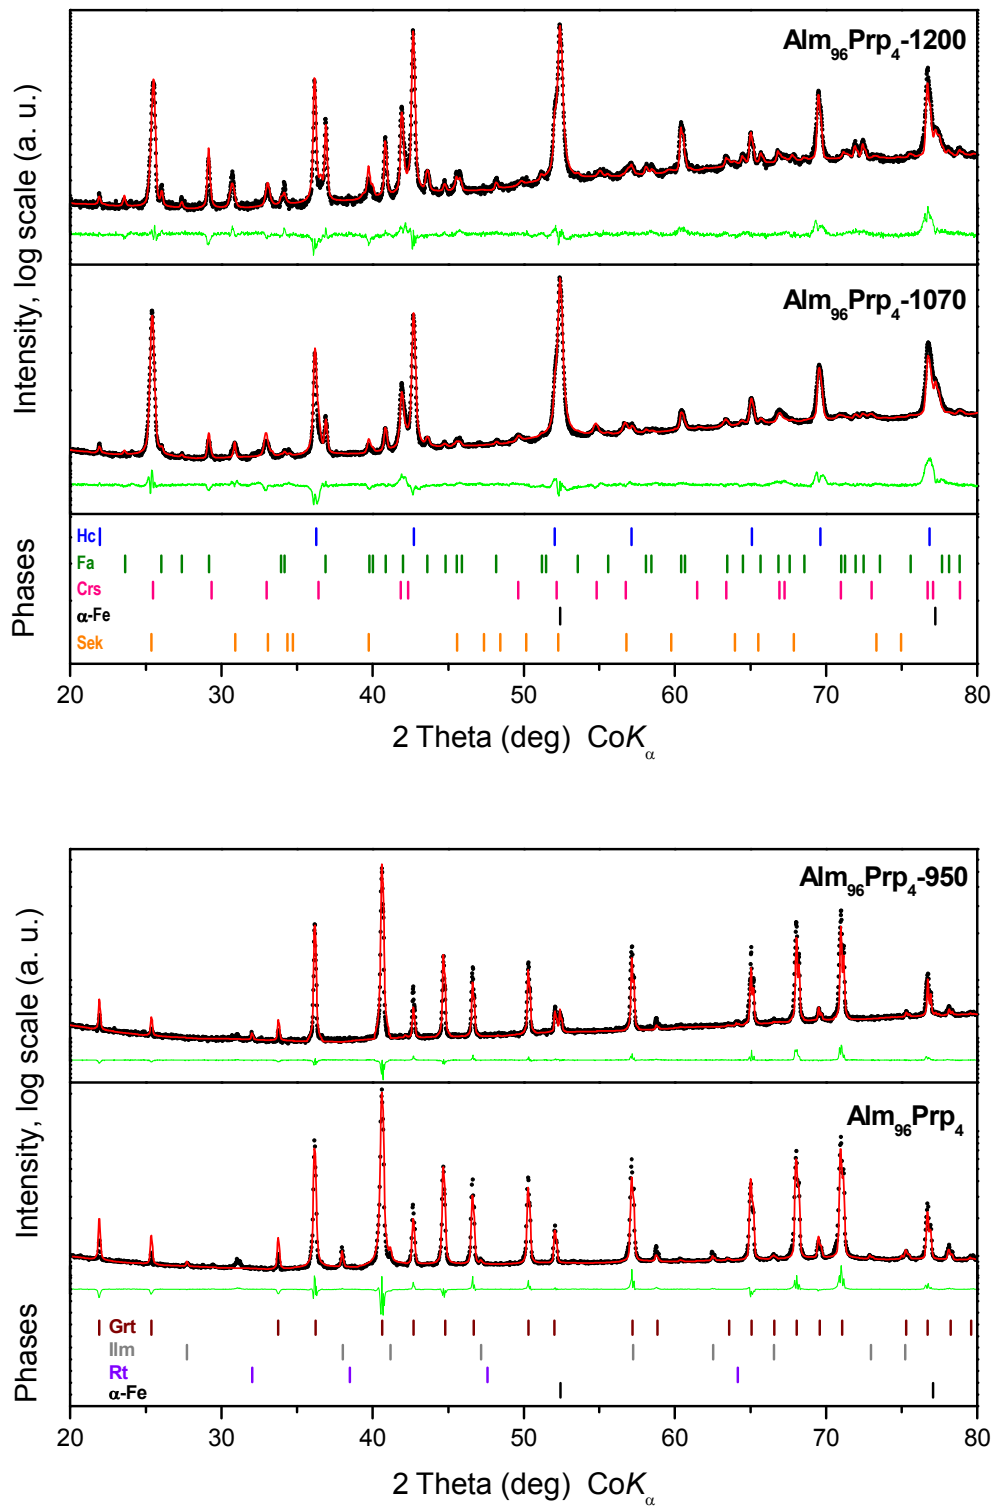 Intensity, log scale (a. u.)
Alm96Prp4-1200
Alm96Prp4-1070
Phases
Hc
Fa
Crs
α-Fe
Sek
20 30 40 50 60 70 80
2 Theta (deg) CoKα
Intensity, log scale (a. u.)
Alm96Prp4-950
Alm96Prp4
Phases
Grt
Ilm
Rt
α-Fe
20 30 40 50 60 70 80
2 Theta (deg) CoKα